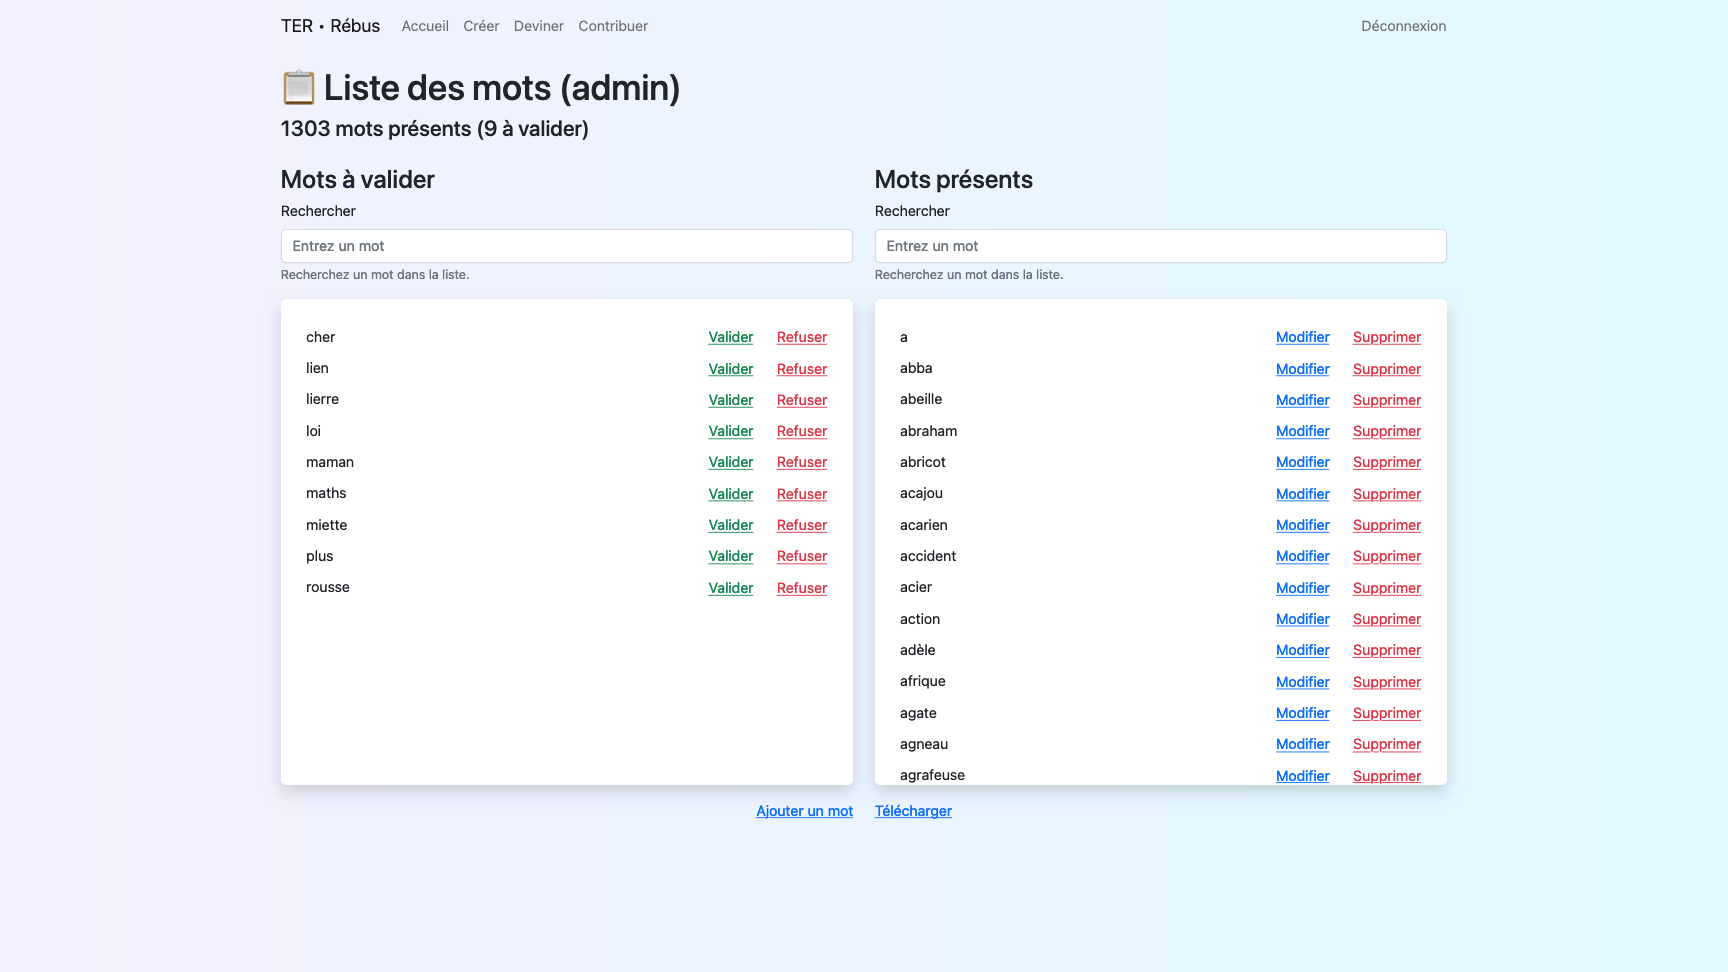 TER • Rébus Accueil Créer Deviner Contribuer Déconnexion
Liste des mots (admin)
1303 mots présents (9 à valider)
Mots à valider
Rechercher
Entrez un mot
Recherchez un mot dans la liste.
cher Valider Refuser
lien Valider Refuser
lierre Valider Refuser
loi Valider Refuser
maman Valider Refuser
maths Valider Refuser
miette Valider Refuser
plus Valider Refuser
rousse Valider Refuser
Ajouter un mot
Mots présents
Rechercher
Entrez un mot
Recherchez un mot dans la liste.
a Modifier Supprimer
abba Modifier Supprimer
abeille Modifier Supprimer
abraham Modifier Supprimer
abricot Modifier Supprimer
acajou Modifier Supprimer
acarien Modifier Supprimer
accident Modifier Supprimer
acier Modifier Supprimer
action Modifier Supprimer
adèle Modifier Supprimer
afrique Modifier Supprimer
agate Modifier Supprimer
agneau Modifier Supprimer
agrafeuse Modifier Supprimer
Télécharger